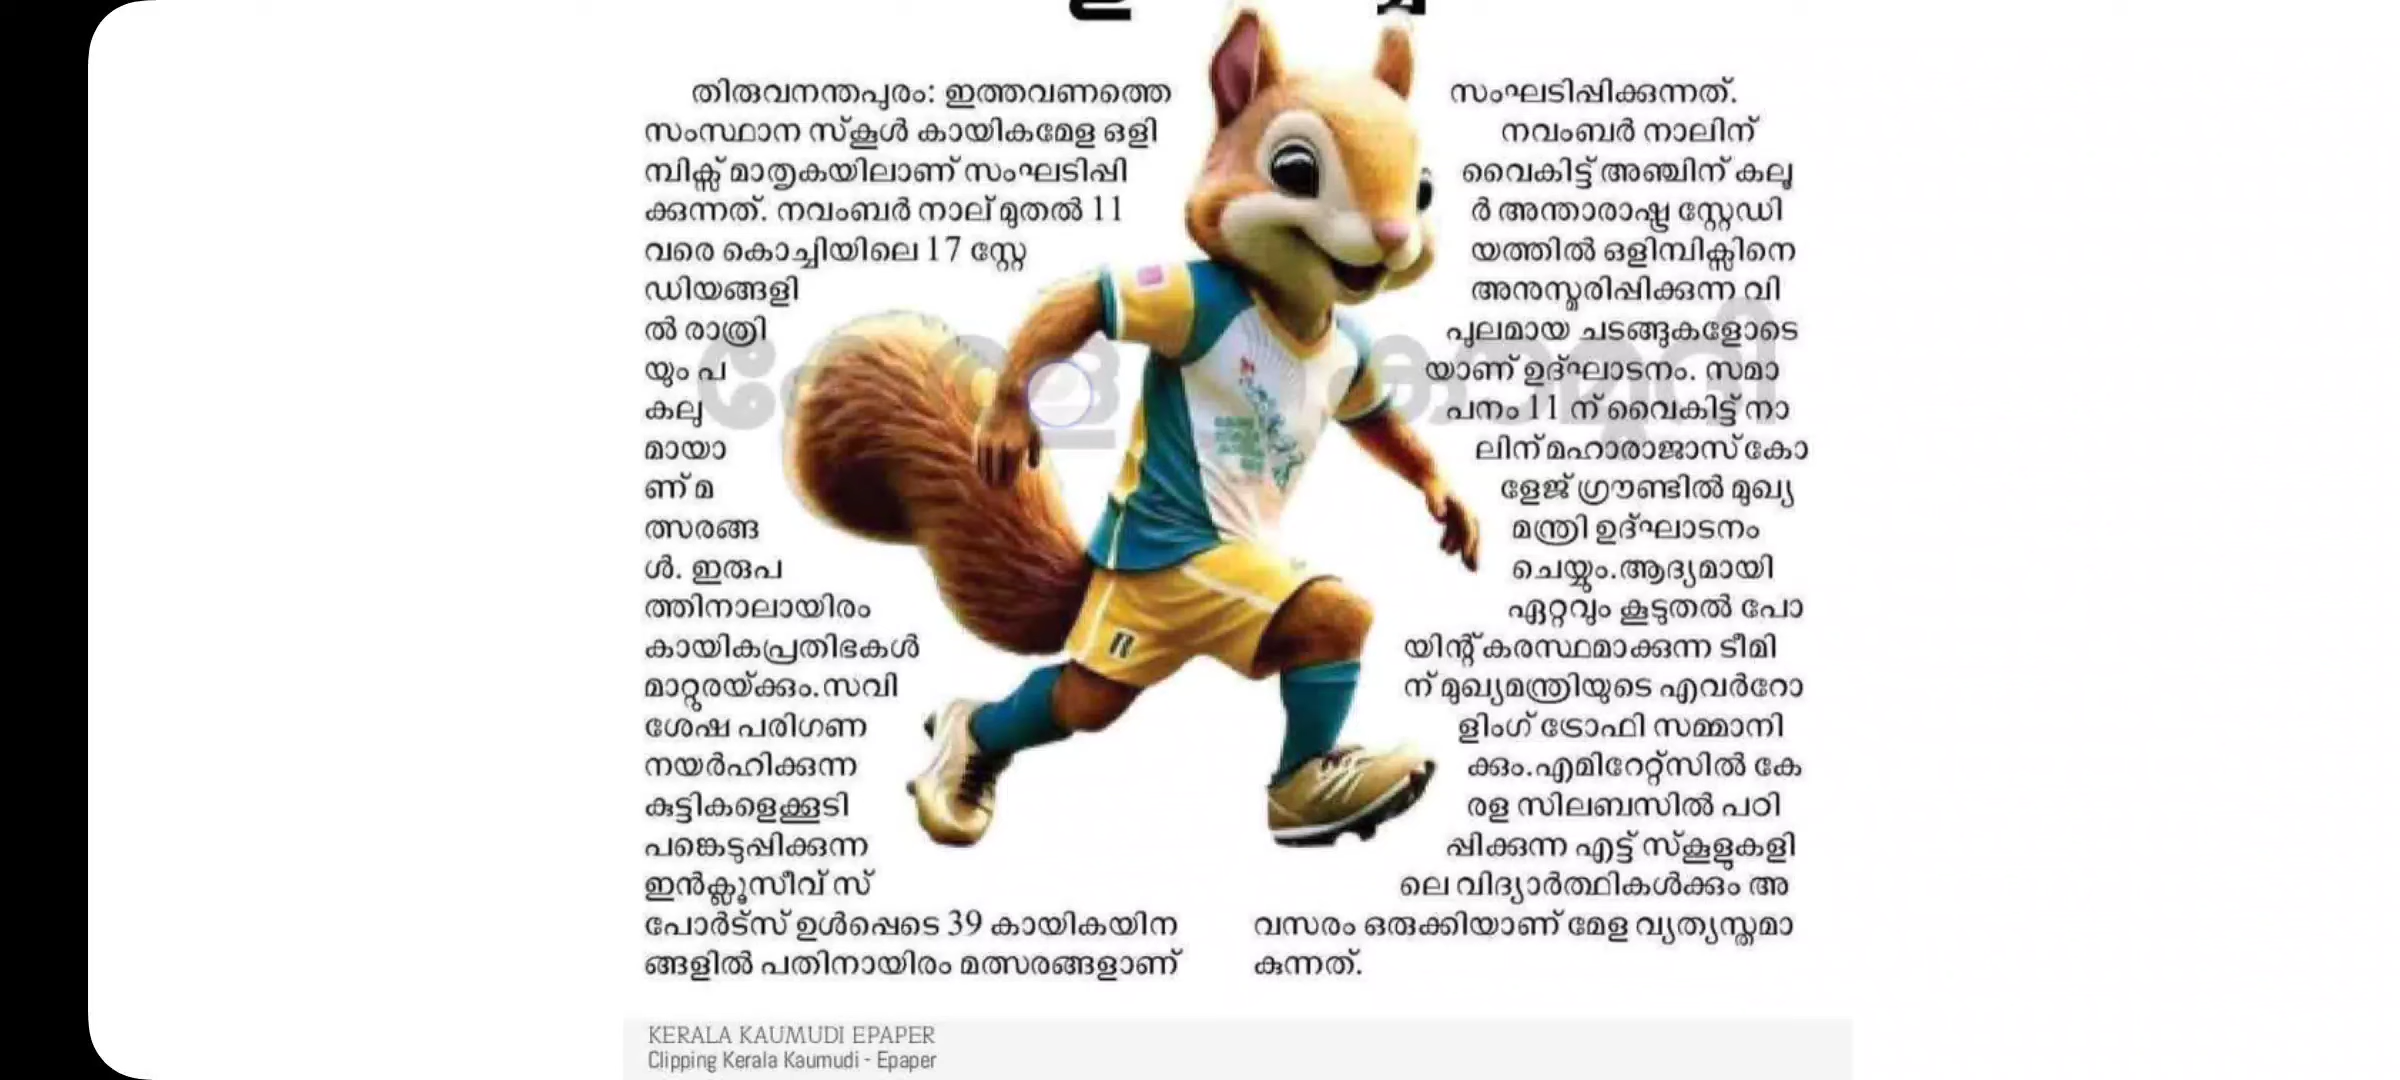 തിരുവനന്തപുരം: ഇത്തവണത്തെ
സംസ്ഥാന സ്കൂൾ കായികമേള ഒളി
മ്പിക്സ് മാതൃകയിലാണ് സംഘടിപ്പി
ക്കുന്നത്. നവംബർ നാല് മുതൽ 11
വരെ കൊച്ചിയിലെ 17 സ്റ്റേ
ഡിയങ്ങളി
ൽ രാത്രി
യും പ
കലു
മായാ
ണ് മ
ത്സരങ്ങ
ൾ. ഇരുപ
ത്തിനാലായിരം
കായികപ്രതിഭകൾ
മാറ്റുരയ്ക്കും.സവി
ശേഷ പരിഗണ
നയർഹിക്കുന്ന
കുട്ടികളെക്കൂടി
പങ്കെടുപ്പിക്കുന്ന
ഇൻക്ലൂസീവ് സ്
പോർട്സ് ഉൾപ്പെടെ 39 കായികയിന
ങ്ങളിൽ പതിനായിരം മത്സരങ്ങളാണ്
സംഘടിപ്പിക്കുന്നത്.
നവംബർ നാലിന്
വൈകിട്ട് അഞ്ചിന് കലൂ
ർ അന്താരാഷ്ട്ര സ്റ്റേഡി
യത്തിൽ ഒളിമ്പിക്സിനെ
അനുസ്മരിപ്പിക്കുന്ന വി
പുലമായ ചടങ്ങുകളോടെ
യാണ് ഉദ്ഘാടനം. സമാ
പനം 11 ന് വൈകിട്ട് നാ
ലിന് മഹാരാജാസ് കോ
ളേജ് ഗ്രൗണ്ടിൽ മുഖ്യ
മന്ത്രി ഉദ്ഘാടനം
ചെയ്യും.ആദ്യമായി
ഏറ്റവും കൂടുതൽ പോ
യിന്റ് കരസ്ഥമാക്കുന്ന ടീമി
ന് മുഖ്യമന്ത്രിയുടെ എവർറോ
ളിംഗ് ട്രോഫി സമ്മാനി
ക്കും.എമിറേറ്റ്സിൽ കേ
രള സിലബസിൽ പഠി
പ്പിക്കുന്ന എട്ട് സ്കൂളുകളി
ലെ വിദ്യാർത്ഥികൾക്കും അ
വസരം ഒരുക്കിയാണ് മേള വ്യത്യസ്തമാ
കുന്നത്.
KERALA KAUMUDI EPAPER
Clipping Kerala Kaumudi - Epaper